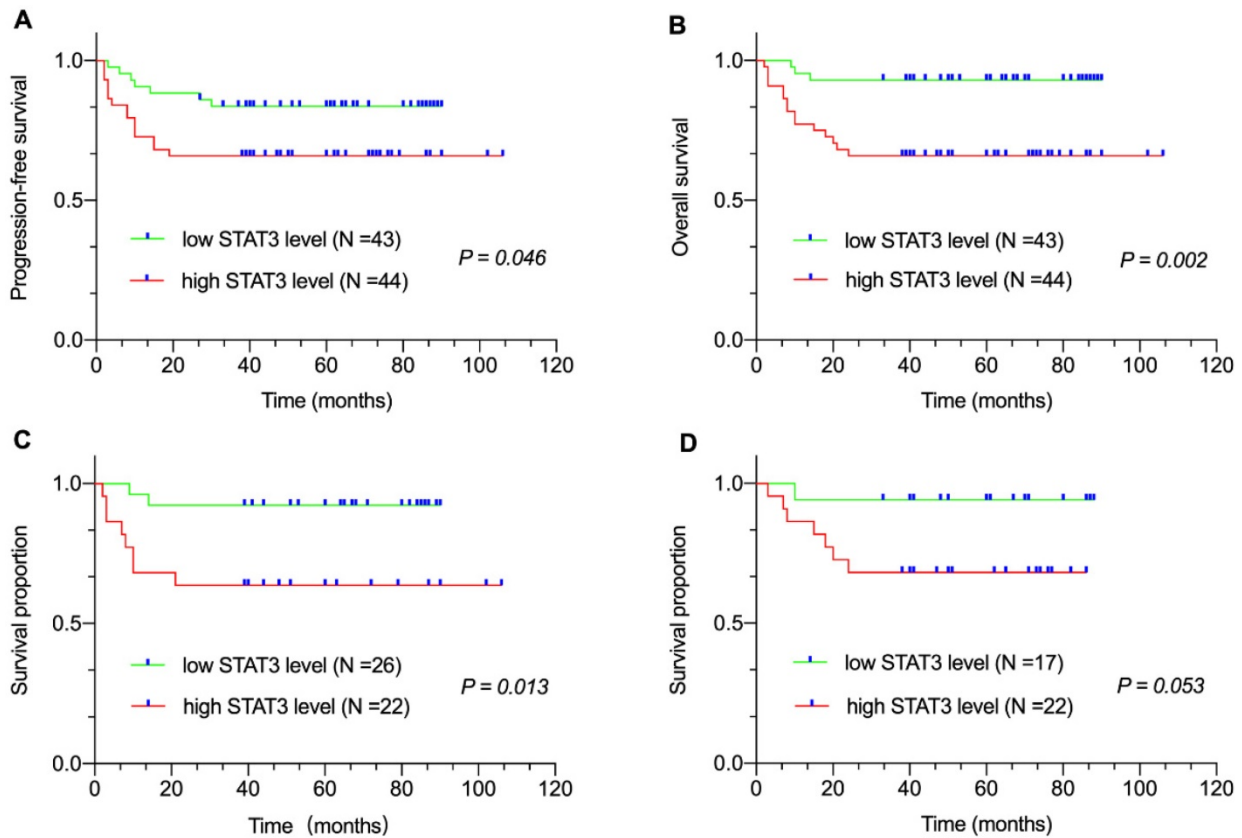 A
Progression-free survival
1.0
0.5
0.0
low STAT3 level (N =43)
high STAT3 level (N =44)
P = 0.046
0 20 40 60 80 100 120
Time (months)
B
Overall survival
1.0
0.5
0.0
low STAT3 level (N =43)
high STAT3 level (N =44)
P = 0.002
0 20 40 60 80 100 120
Time (months)
C
Survival proportion
1.0
0.5
0.0
low STAT3 level (N =26)
high STAT3 level (N =22)
P = 0.013
0 20 40 60 80 100 120
Time (months)
D
Survival proportion
1.0
0.5
0.0
low STAT3 level (N =17)
high STAT3 level (N =22)
P = 0.053
0 20 40 60 80 100 120
Time (months)